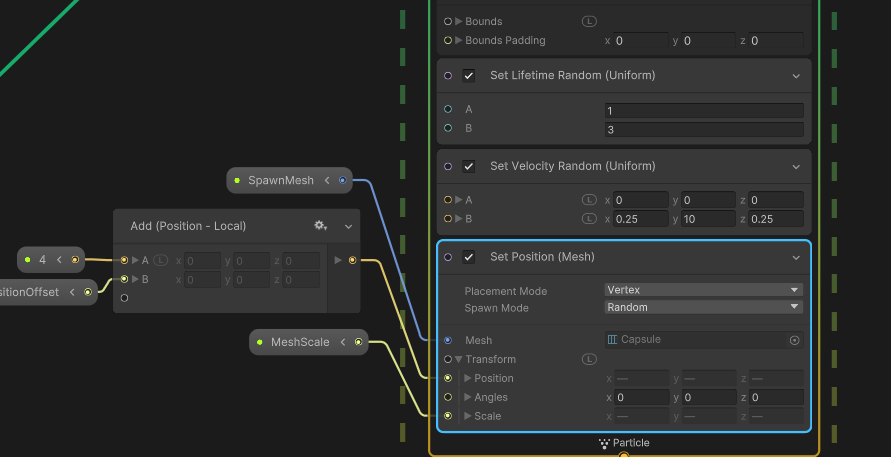 Bounds L
Bounds Padding x 0 y 0 z 0
Set Lifetime Random (Uniform)
A 1
B 3
SpawnMesh <
Set Velocity Random (Uniform)
A L x 0 y 0 z 0
B L x 0.25 y 10 z 0.25
Add (Position - Local)
4 <
A L x 0 y 0 z 0
B x 0 y 0 z 0
sitionOffset <
MeshScale <
Set Position (Mesh)
Placement Mode Vertex
Spawn Mode Random
Mesh Capsule
Transform L
Position x — y — z —
Angles x 0 y 0 z 0
Scale x — y — z —
Particle